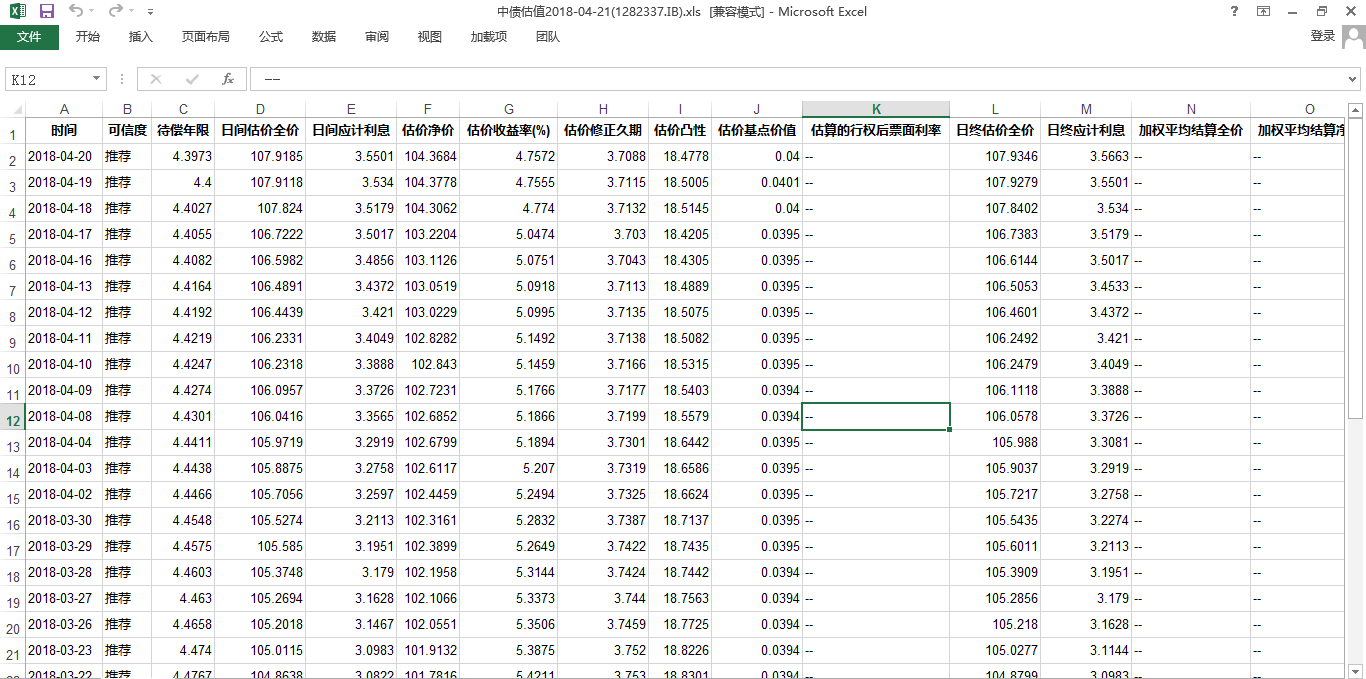 中债估值2018-04-21(1282337.IB).xls [兼容模式] - Microsoft Excel
文件 开始 插入 页面布局 公式 数据 审阅 视图 加载项 团队 登录
K12 fx --
A B C D E F G H I J K L M N O
1 时间 可信度 待偿年限 日间估价全价 日间应计利息 估价净价 估价收益率(%) 估价修正久期 估价凸性 估价基点价值 估算的行权后票面利率 日终估价全价 日终应计利息 加权平均结算全价 加权平均结算净
2 2018-04-20 推荐 4.3973 107.9185 3.5501 104.3684 4.7572 3.7088 18.4778 0.04 -- 107.9346 3.5663 -- --
3 2018-04-19 推荐 4.4 107.9118 3.534 104.3778 4.7555 3.7115 18.5005 0.0401 -- 107.9279 3.5501 -- --
4 2018-04-18 推荐 4.4027 107.824 3.5179 104.3062 4.774 3.7132 18.5145 0.04 -- 107.8402 3.534 -- --
5 2018-04-17 推荐 4.4055 106.7222 3.5017 103.2204 5.0474 3.703 18.4205 0.0395 -- 106.7383 3.5179 -- --
6 2018-04-16 推荐 4.4082 106.5982 3.4856 103.1126 5.0751 3.7043 18.4305 0.0395 -- 106.6144 3.5017 -- --
7 2018-04-13 推荐 4.4164 106.4891 3.4372 103.0519 5.0918 3.7113 18.4889 0.0395 -- 106.5053 3.4533 -- --
8 2018-04-12 推荐 4.4192 106.4439 3.421 103.0229 5.0995 3.7135 18.5075 0.0395 -- 106.4601 3.4372 -- --
9 2018-04-11 推荐 4.4219 106.2331 3.4049 102.8282 5.1492 3.7138 18.5082 0.0395 -- 106.2492 3.421 -- --
10 2018-04-10 推荐 4.4247 106.2318 3.3888 102.843 5.1459 3.7166 18.5315 0.0395 -- 106.2479 3.4049 -- --
11 2018-04-09 推荐 4.4274 106.0957 3.3726 102.7231 5.1766 3.7177 18.5403 0.0394 -- 106.1118 3.3888 -- --
12 2018-04-08 推荐 4.4301 106.0416 3.3565 102.6852 5.1866 3.7199 18.5579 0.0394 -- 106.0578 3.3726 -- --
13 2018-04-04 推荐 4.4411 105.9719 3.2919 102.6799 5.1894 3.7301 18.6442 0.0395 -- 105.988 3.3081 -- --
14 2018-04-03 推荐 4.4438 105.8875 3.2758 102.6117 5.207 3.7319 18.6586 0.0395 -- 105.9037 3.2919 -- --
15 2018-04-02 推荐 4.4466 105.7056 3.2597 102.4459 5.2494 3.7325 18.6624 0.0395 -- 105.7217 3.2758 -- --
16 2018-03-30 推荐 4.4548 105.5274 3.2113 102.3161 5.2832 3.7387 18.7137 0.0395 -- 105.5435 3.2274 -- --
17 2018-03-29 推荐 4.4575 105.585 3.1951 102.3899 5.2649 3.7422 18.7435 0.0395 -- 105.6011 3.2113 -- --
18 2018-03-28 推荐 4.4603 105.3748 3.179 102.1958 5.3144 3.7424 18.7442 0.0394 -- 105.3909 3.1951 -- --
19 2018-03-27 推荐 4.463 105.2694 3.1628 102.1066 5.3373 3.744 18.7563 0.0394 -- 105.2856 3.179 -- --
20 2018-03-26 推荐 4.4658 105.2018 3.1467 102.0551 5.3506 3.7459 18.7725 0.0394 -- 105.218 3.1628 -- --
21 2018-03-23 推荐 4.474 105.0115 3.0983 101.9132 5.3875 3.752 18.8226 0.0394 -- 105.0277 3.1144 -- --
2018-03-22 推荐 4.4767 104.8638 3.0822 101.7816 5.4211 3.753 18.8301 0.0394 -- 104.8799 3.0983 -- --